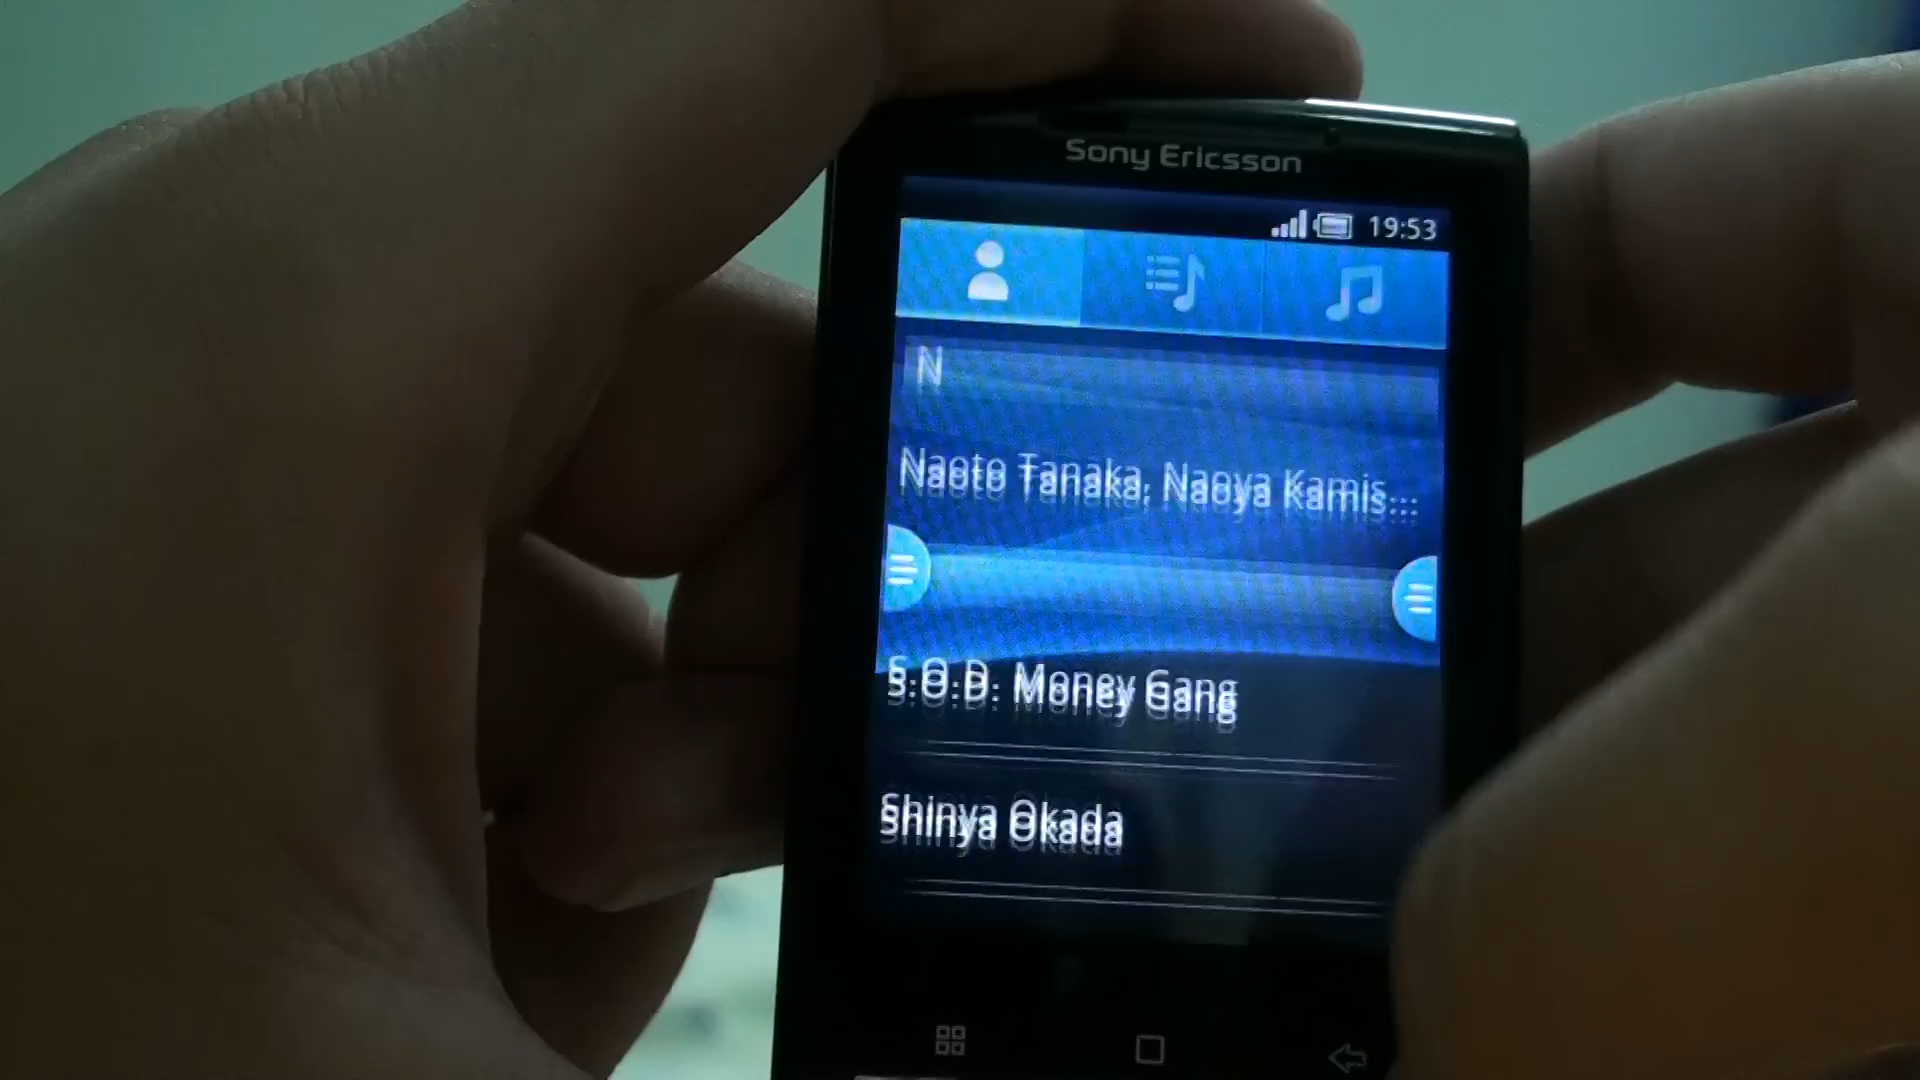 Sony Ericsson
19:53
N
Naoto Tanaka, Naoya Kamis...
S.O.D. Money Gang
Shinya Okada